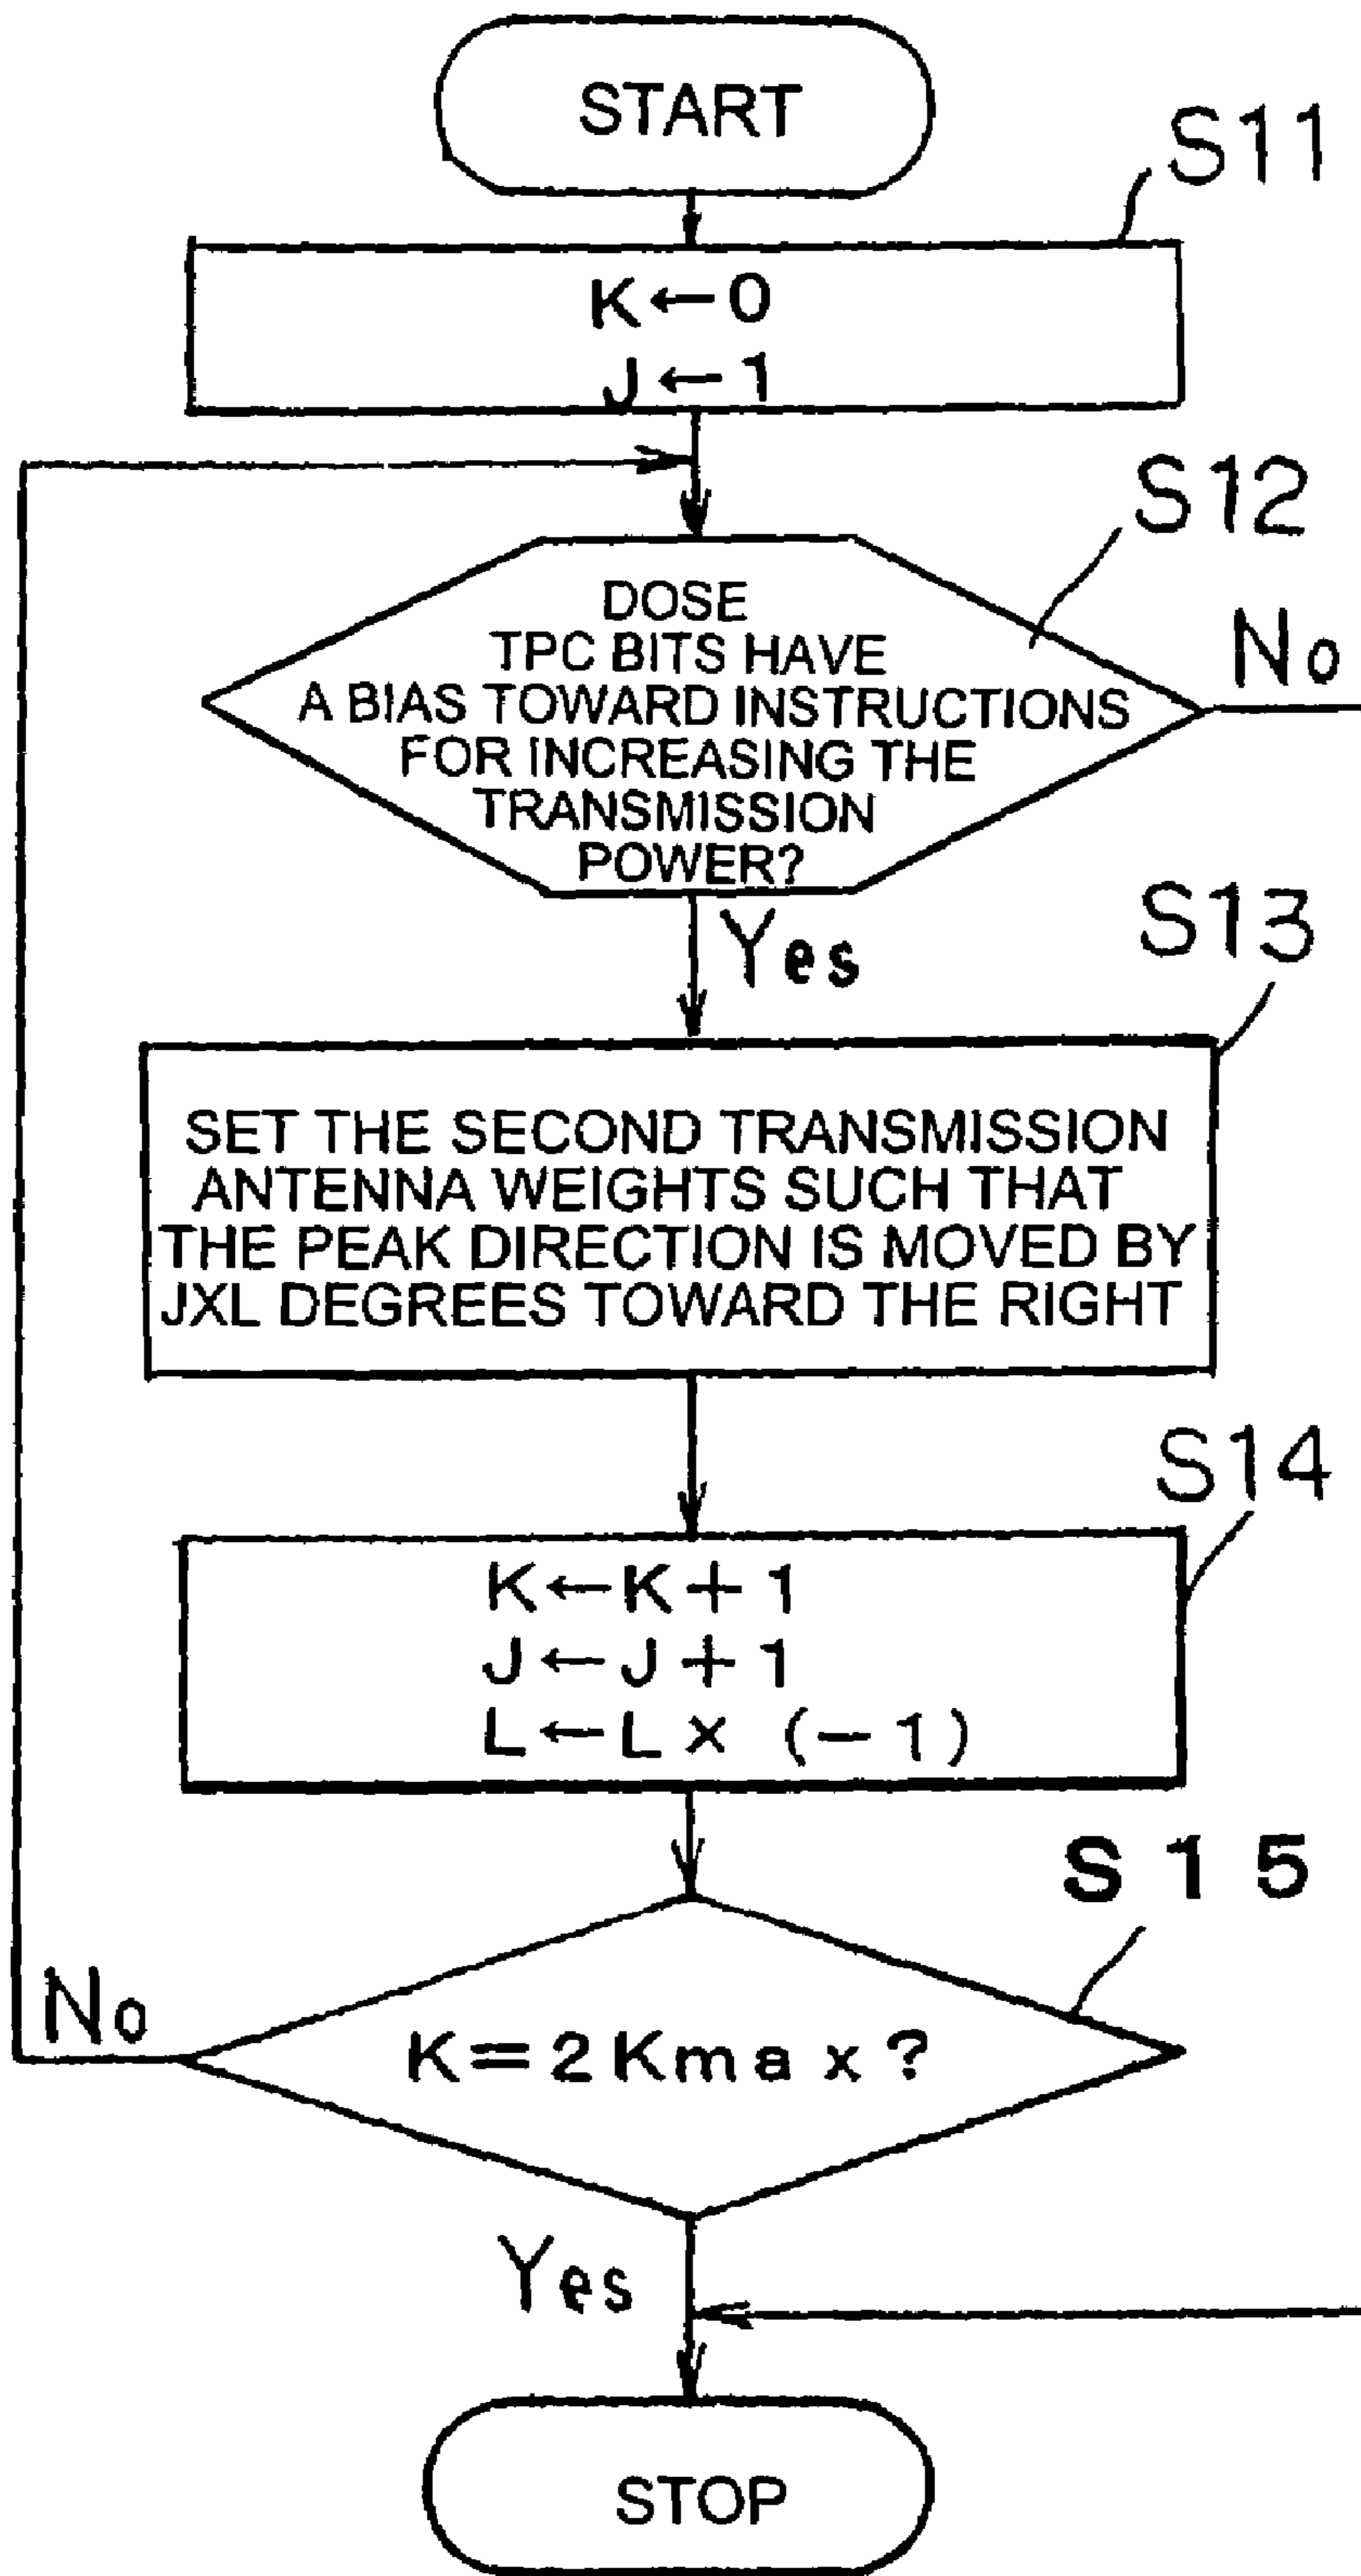 START
S11
K←0
J←1
S12
DOSE
TPC BITS HAVE
A BIAS TOWARD INSTRUCTIONS
FOR INCREASING THE
TRANSMISSION
POWER?
No
Yes
S13
SET THE SECOND TRANSMISSION
ANTENNA WEIGHTS SUCH THAT
THE PEAK DIRECTION IS MOVED BY
JXL DEGREES TOWARD THE RIGHT
S14
K←K+1
J←J+1
L←L×(-1)
S15
K=2Kmax?
No
Yes
STOP